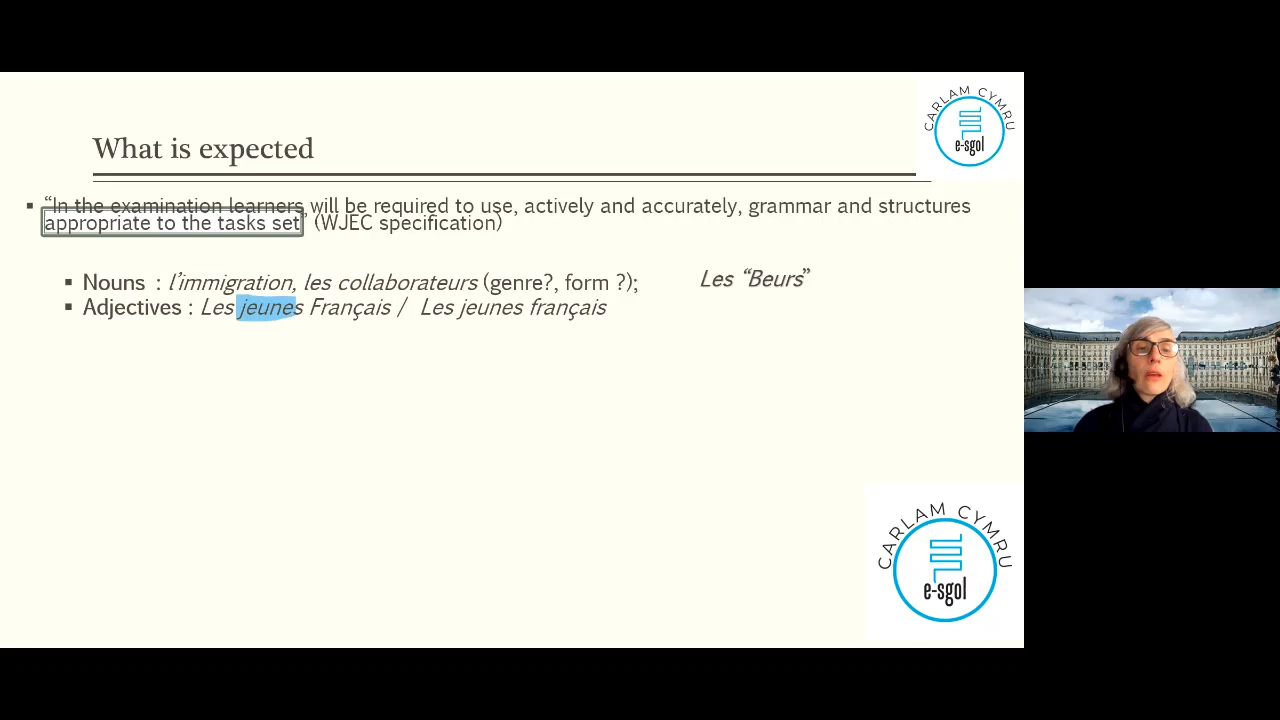 CARLAM CYMRU
e-sgol
What is expected
▪ “In the examination learners will be required to use, actively and accurately, grammar and structures
appropriate to the tasks set” (WJEC specification)
▪ Nouns : l’immigration, les collaborateurs (genre?, form ?);
Les “Beurs”
▪ Adjectives : Les jeunes Français / Les jeunes français
CARLAM CYMRU
e-sgol